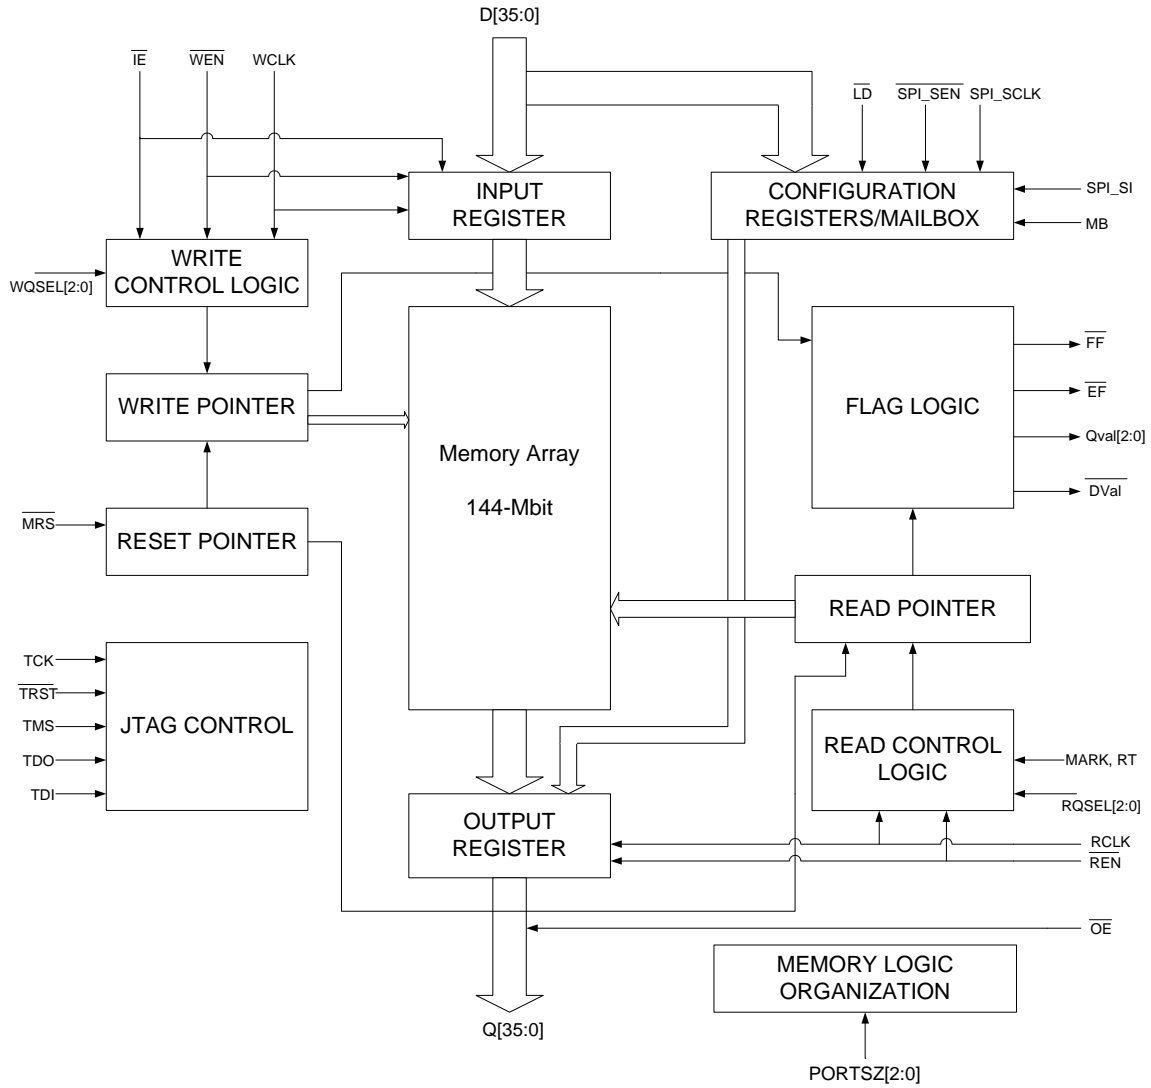 D[35:0]
IE
WEN
WCLK
LD
SPI_SEN
SPI_SCLK
INPUT
REGISTER
CONFIGURATION
REGISTERS/MAILBOX
SPI_SI
MB
WRITE
CONTROL LOGIC
WQSEL[2:0]
WRITE POINTER
Memory Array
144-Mbit
FLAG LOGIC
FF
EF
Qval[2:0]
DVal
MRS
RESET POINTER
READ POINTER
TCK
TRST
TMS
TDO
TDI
JTAG CONTROL
READ CONTROL
LOGIC
MARK, RT
RQSEL[2:0]
OUTPUT
REGISTER
RCLK
REN
OE
MEMORY LOGIC
ORGANIZATION
Q[35:0]
PORTSZ[2:0]